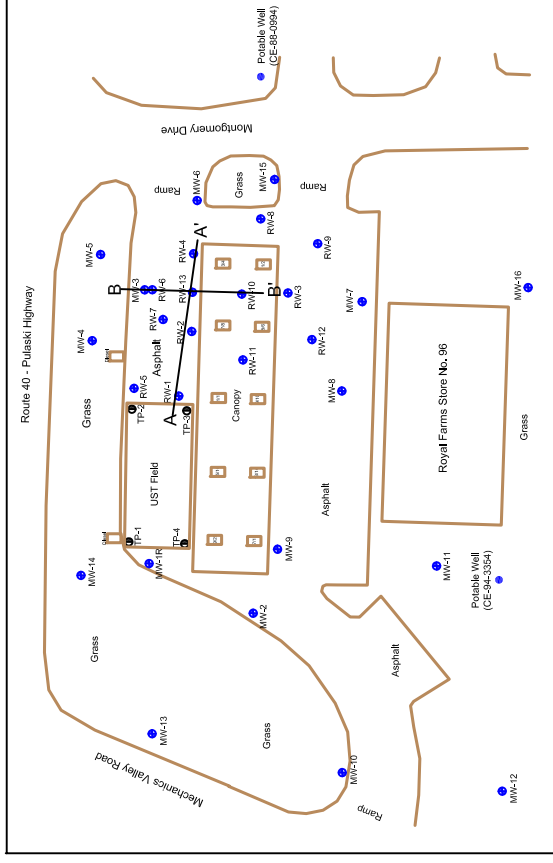 Route 40 - Pulaski Highway
Montgomery Drive
Mechanics Valley Road
Potable Well
(CE-88-0994)
Ramp
MW-6
Grass
MW-15
Ramp
RW-8
MW-5
B
MW-3
RW-6
RW-4
A'
RW-13
RW-10
B'
RW-3
RW-9
MW-7
MW-16
MW-4
RW-7
RW-2
Asphalt
RW-11
RW-12
Grass
RW-5
RW-1
A
TP-2
TP-3
Canopy
MW-8
Royal Farms Store No. 96
Grass
UST Field
Asphalt
TP-1
TP-4
MW-14
MW-1R
MW-9
MW-11
Potable Well
(CE-94-3354)
MW-2
Grass
Asphalt
MW-13
Grass
MW-10
Ramp
MW-12